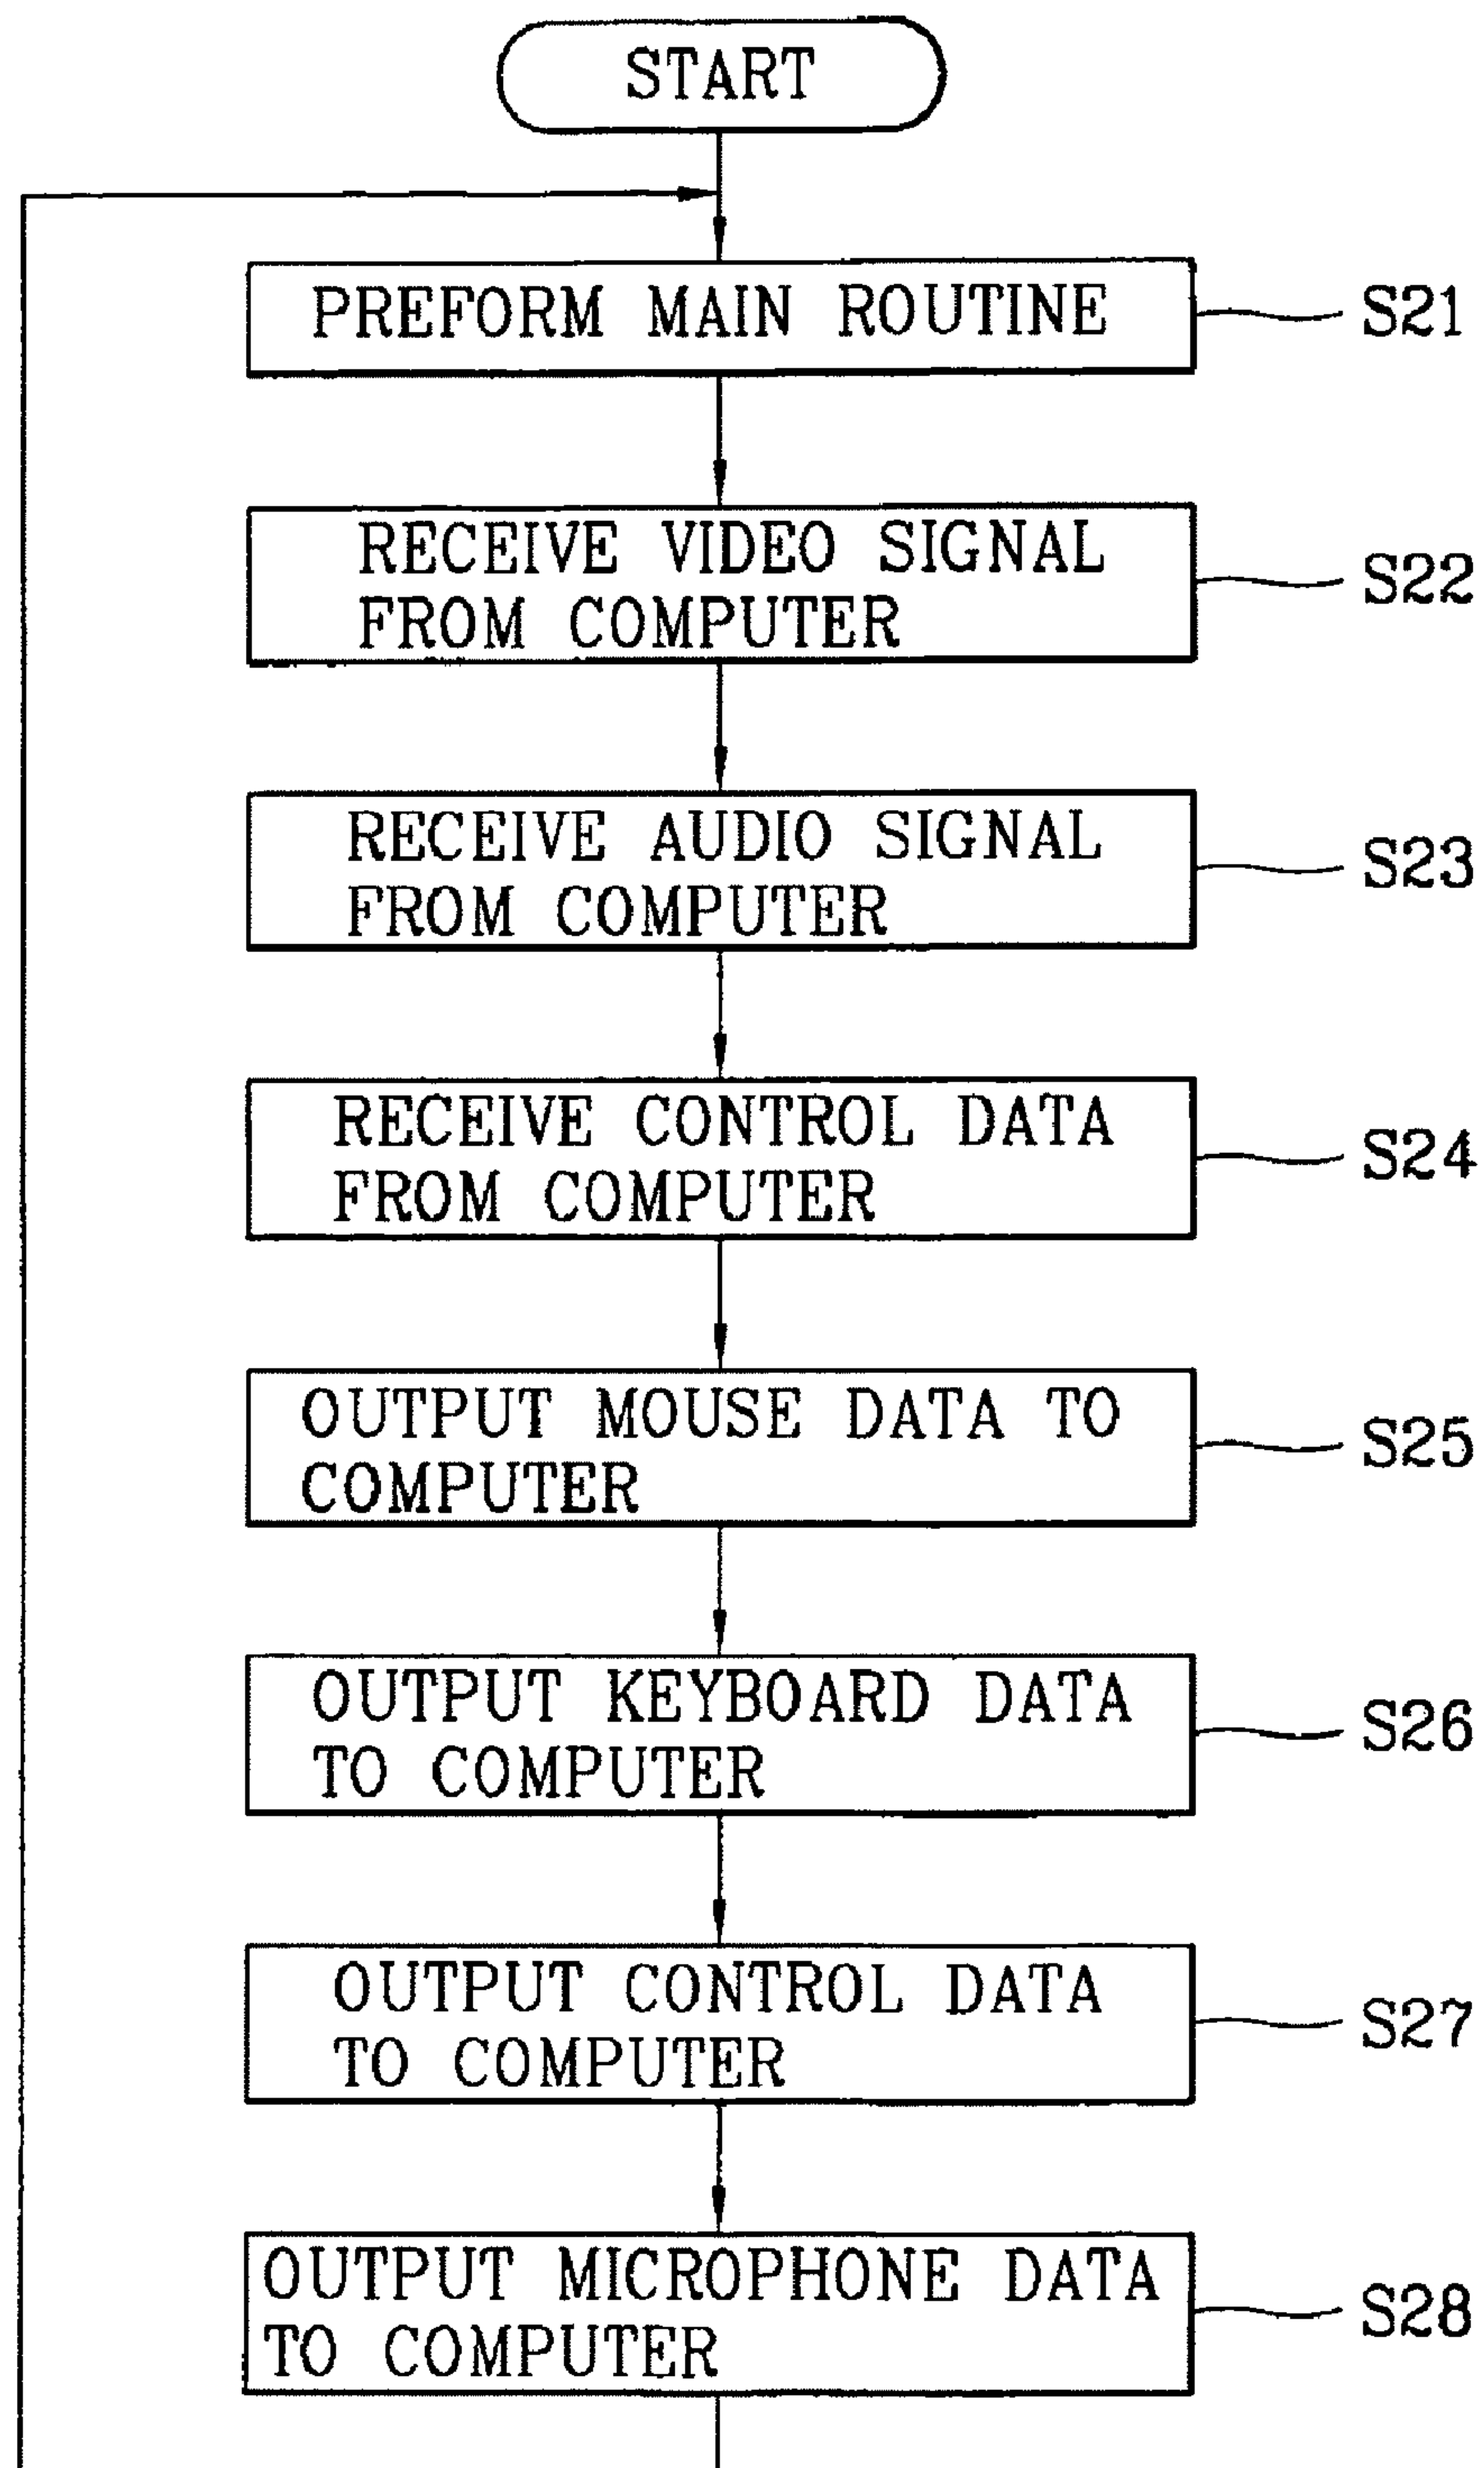 START
PREFORM MAIN ROUTINE
S21
RECEIVE VIDEO SIGNAL
FROM COMPUTER
S22
RECEIVE AUDIO SIGNAL
FROM COMPUTER
S23
RECEIVE CONTROL DATA
FROM COMPUTER
S24
OUTPUT MOUSE DATA TO
COMPUTER
S25
OUTPUT KEYBOARD DATA
TO COMPUTER
S26
OUTPUT CONTROL DATA
TO COMPUTER
S27
OUTPUT MICROPHONE DATA
TO COMPUTER
S28